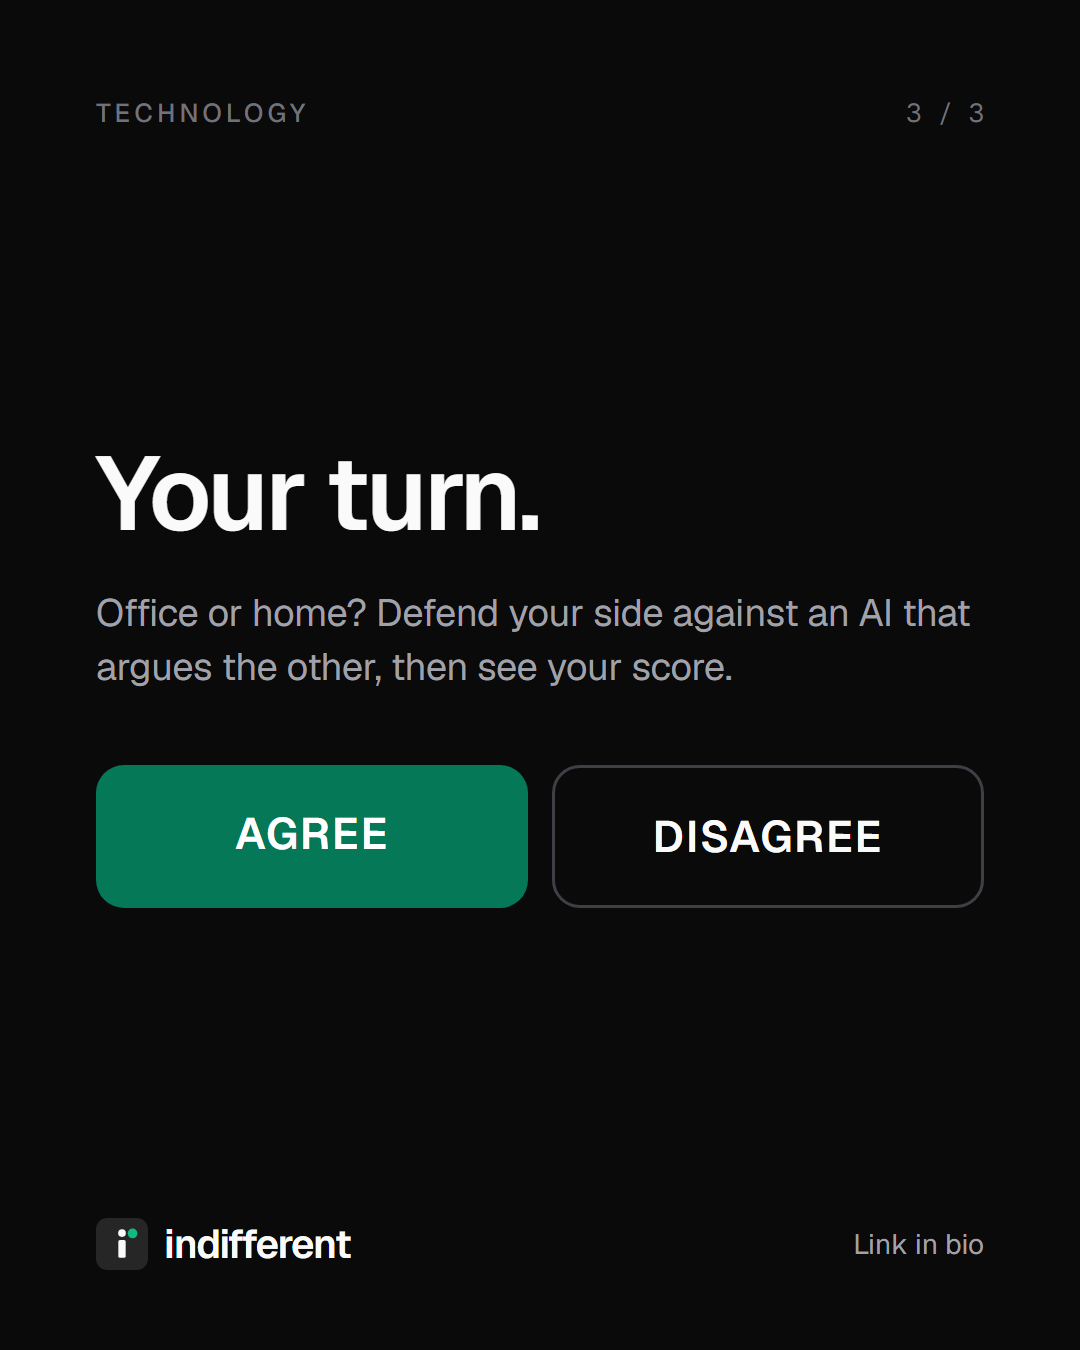 TECHNOLOGY
3 / 3
Your turn.
Office or home? Defend your side against an AI that
argues the other, then see your score.
AGREE
DISAGREE
indifferent
Link in bio